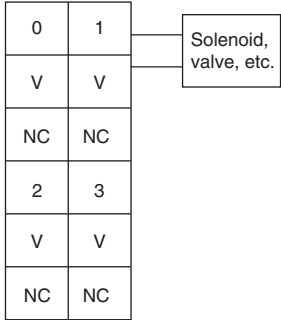 0 1
Solenoid,
valve, etc.
V V
NC NC
2 3
V V
NC NC